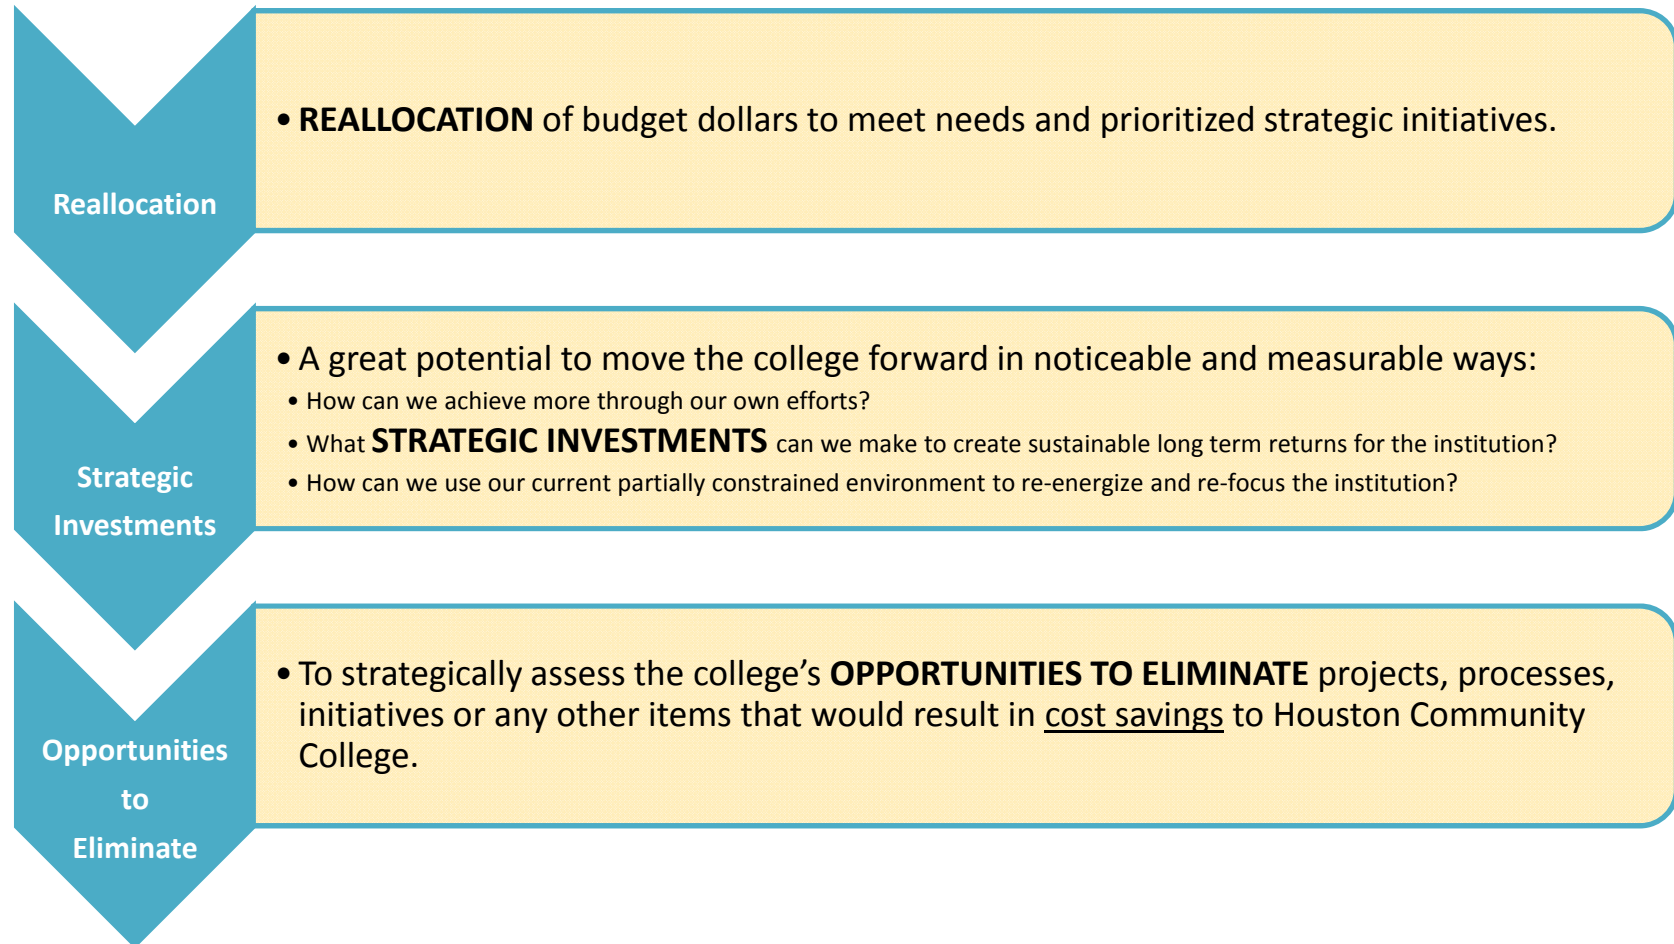 Reallocation
• REALLOCATION of budget dollars to meet needs and prioritized strategic initiatives.
Strategic
Investments
• A great potential to move the college forward in noticeable and measurable ways:
• How can we achieve more through our own efforts?
• What STRATEGIC INVESTMENTS can we make to create sustainable long term returns for the institution?
• How can we use our current partially constrained environment to re-energize and re-focus the institution?
Opportunities
to
Eliminate
• To strategically assess the college’s OPPORTUNITIES TO ELIMINATE projects, processes,
initiatives or any other items that would result in cost savings to Houston Community
College.